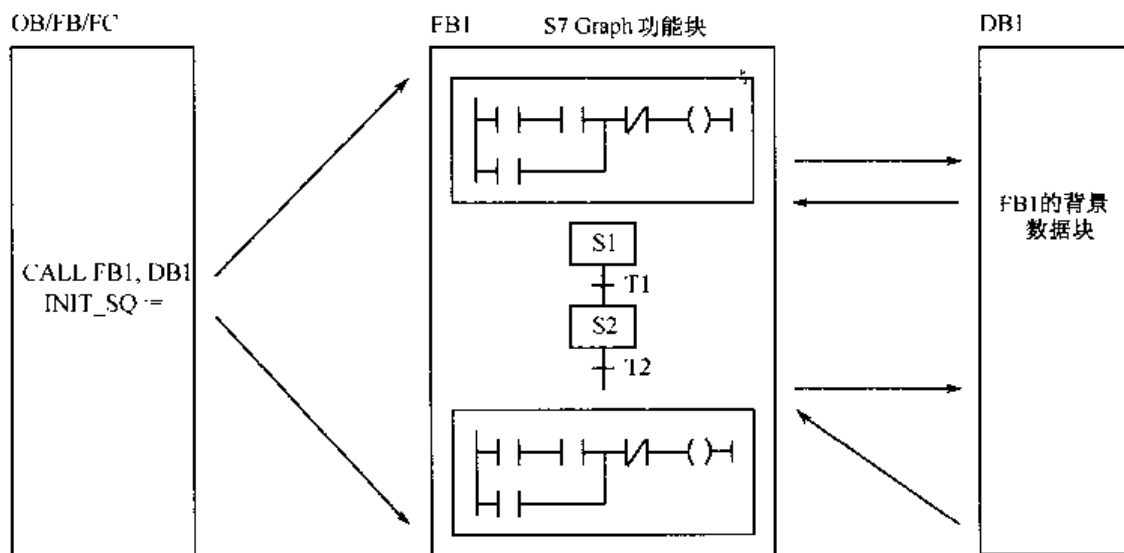 OB/FB/FC
FB1
S7 Graph 功能块
DB1
CALL FB1, DB1
INIT_SQ :=
S1
T1
S2
T2
FB1的背景
数据块